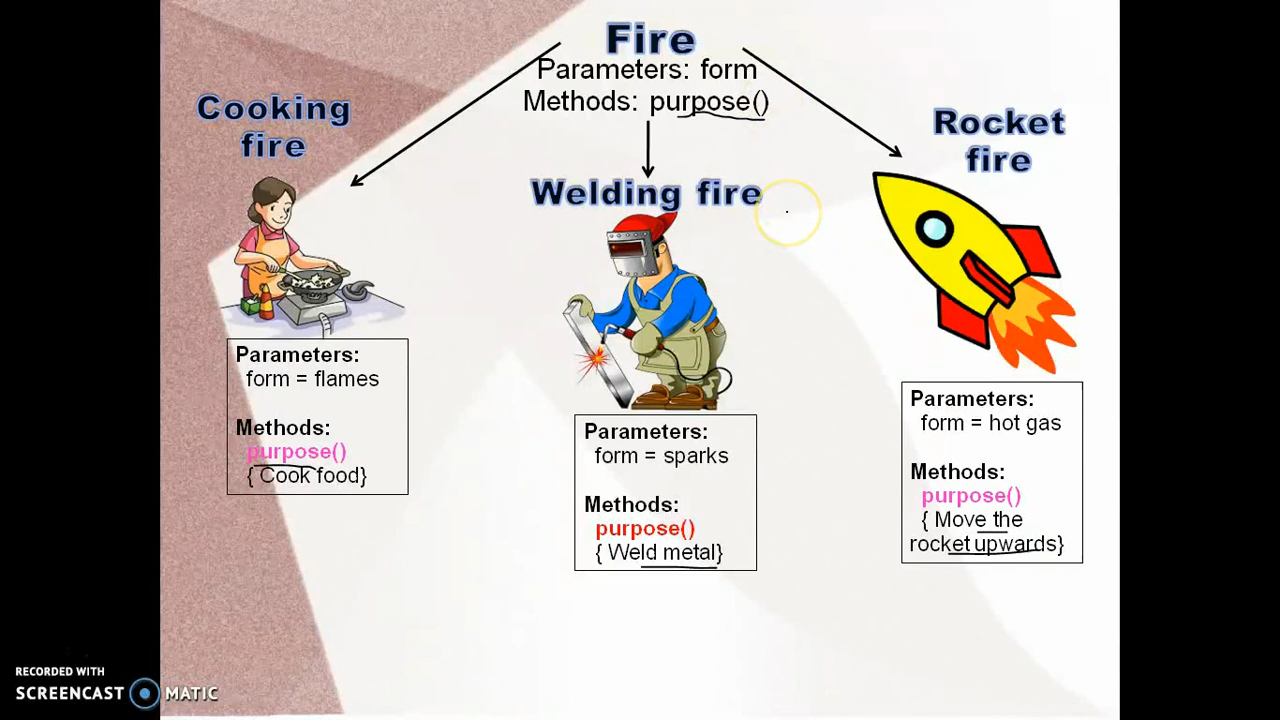 Fire
Parameters: form
Methods: purpose()
Cooking
fire
Parameters:
form = flames
Methods:
purpose()
{ Cook food}
Welding fire
Parameters:
form = sparks
Methods:
purpose()
{ Weld metal}
Rocket
fire
Parameters:
form = hot gas
Methods:
purpose()
{ Move the
rocket upwards}
RECORDED WITH
SCREENCAST MATIC